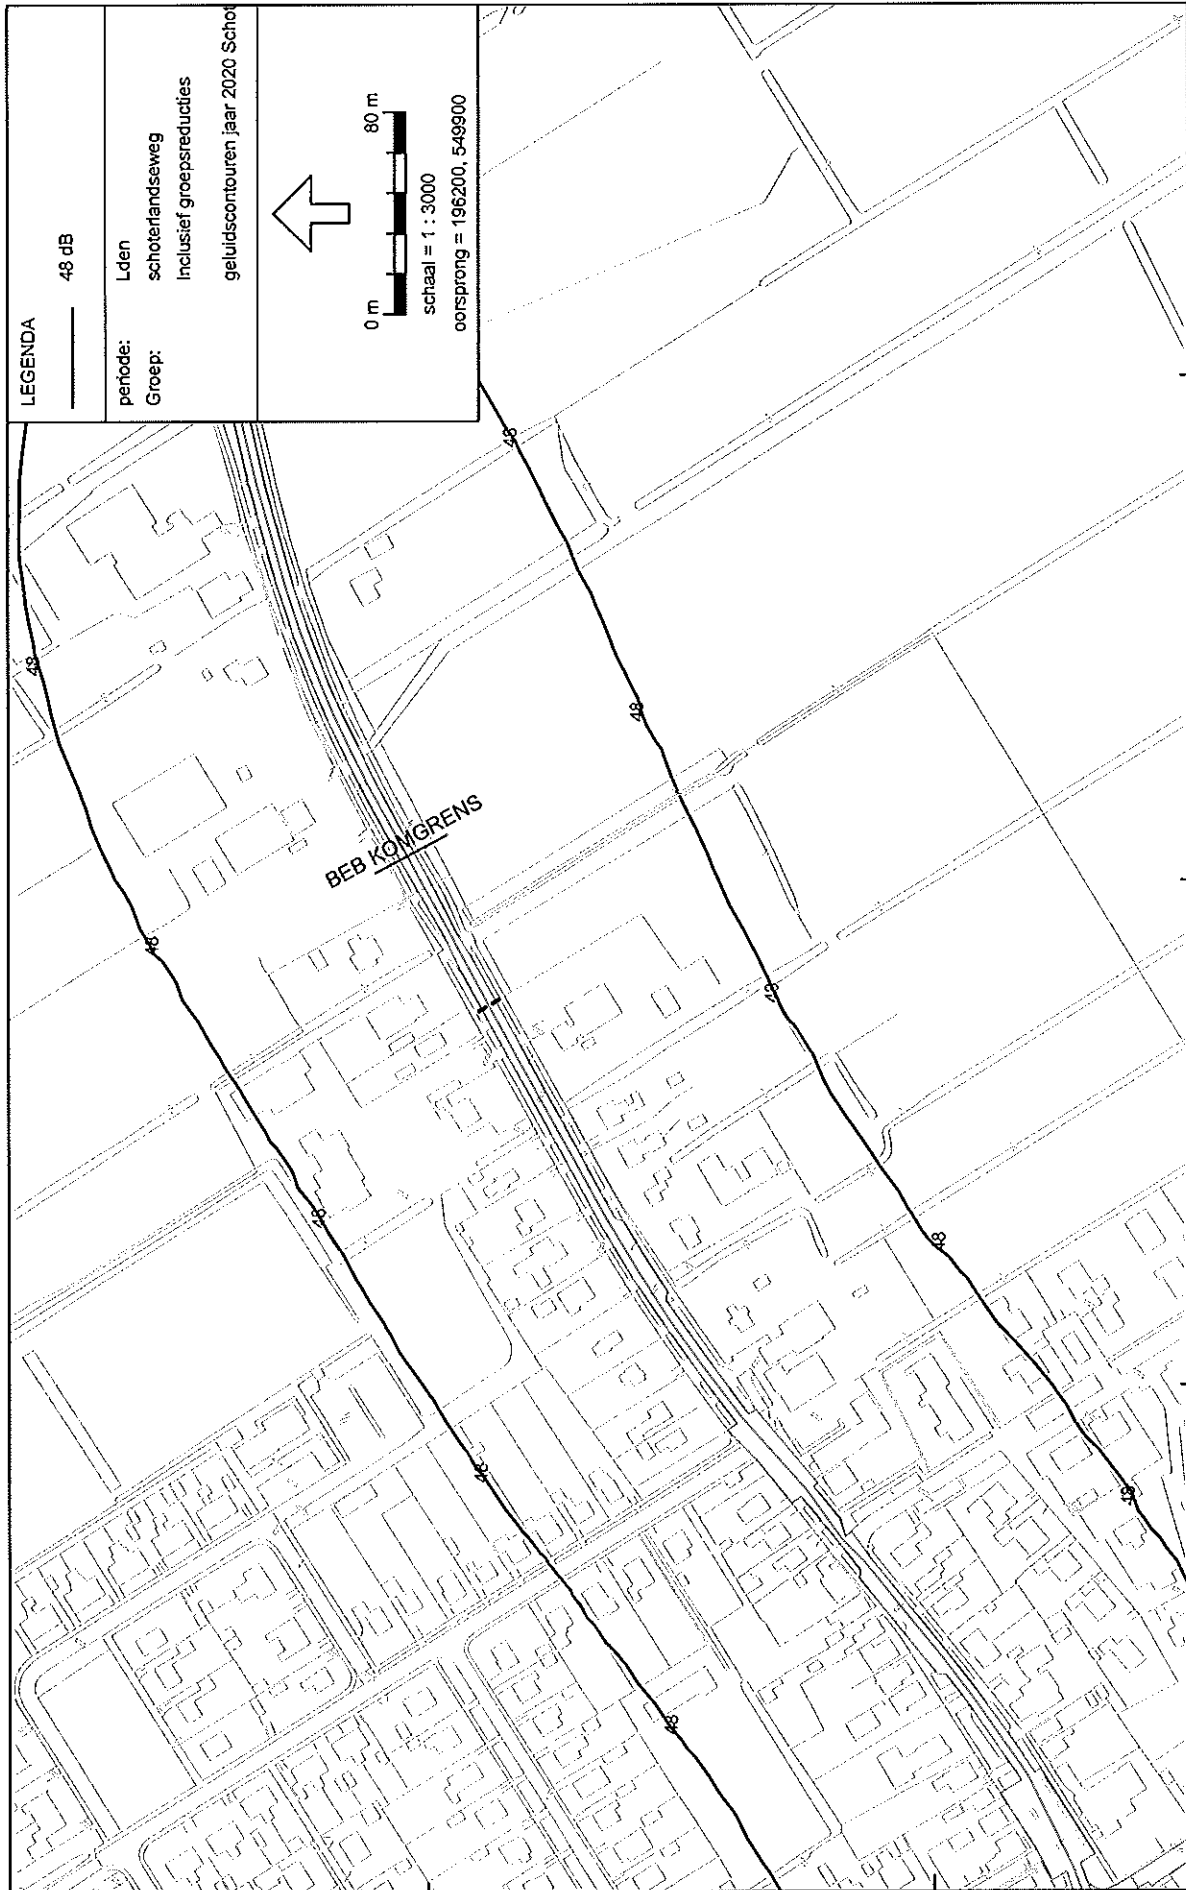 LEGENDA
48 dB
periode: Lden
Groep: schoterlandseweg
Inclusief groepsreducties
geluidscontouren jaar 2020 Schot
0 m 80 m
schaal = 1 : 3000
oorsprong = 196200, 549900
BEB KOMGRENS
48
48
48
48
48
48
48
48
48
48